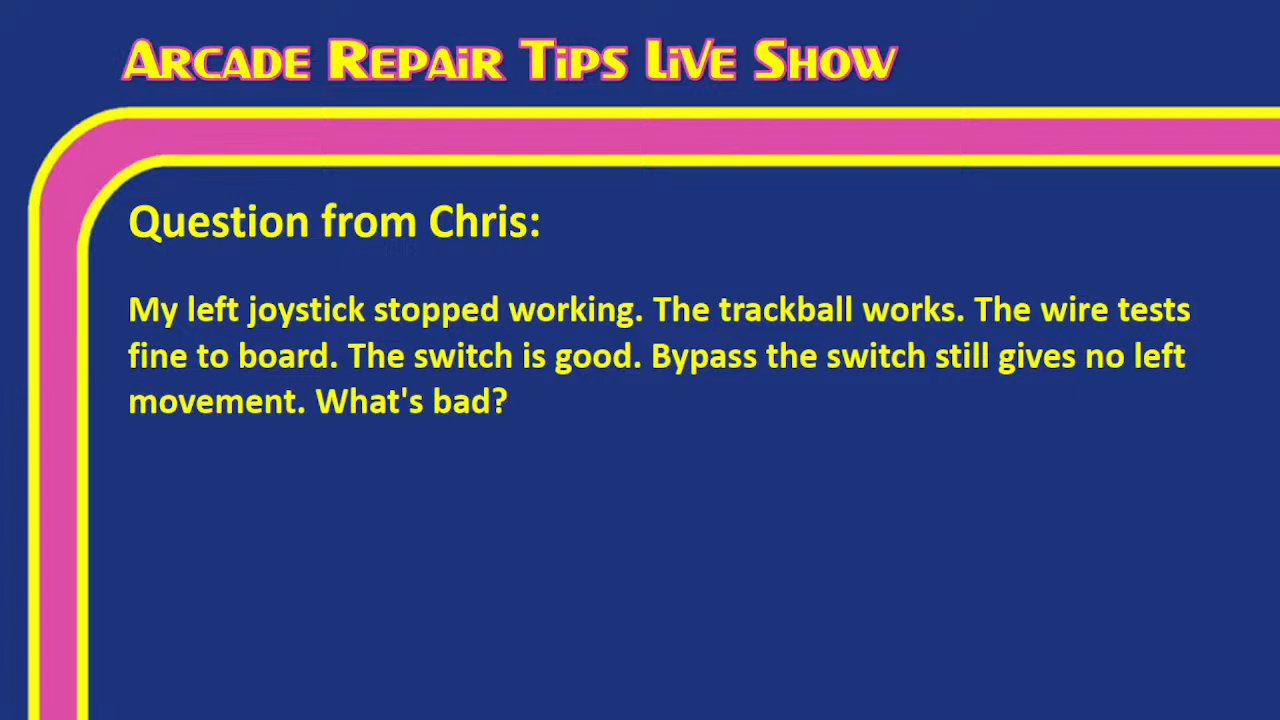 Arcade Repair Tips Live Show
Question from Chris:
My left joystick stopped working. The trackball works. The wire tests
fine to board. The switch is good. Bypass the switch still gives no left
movement. What's bad?